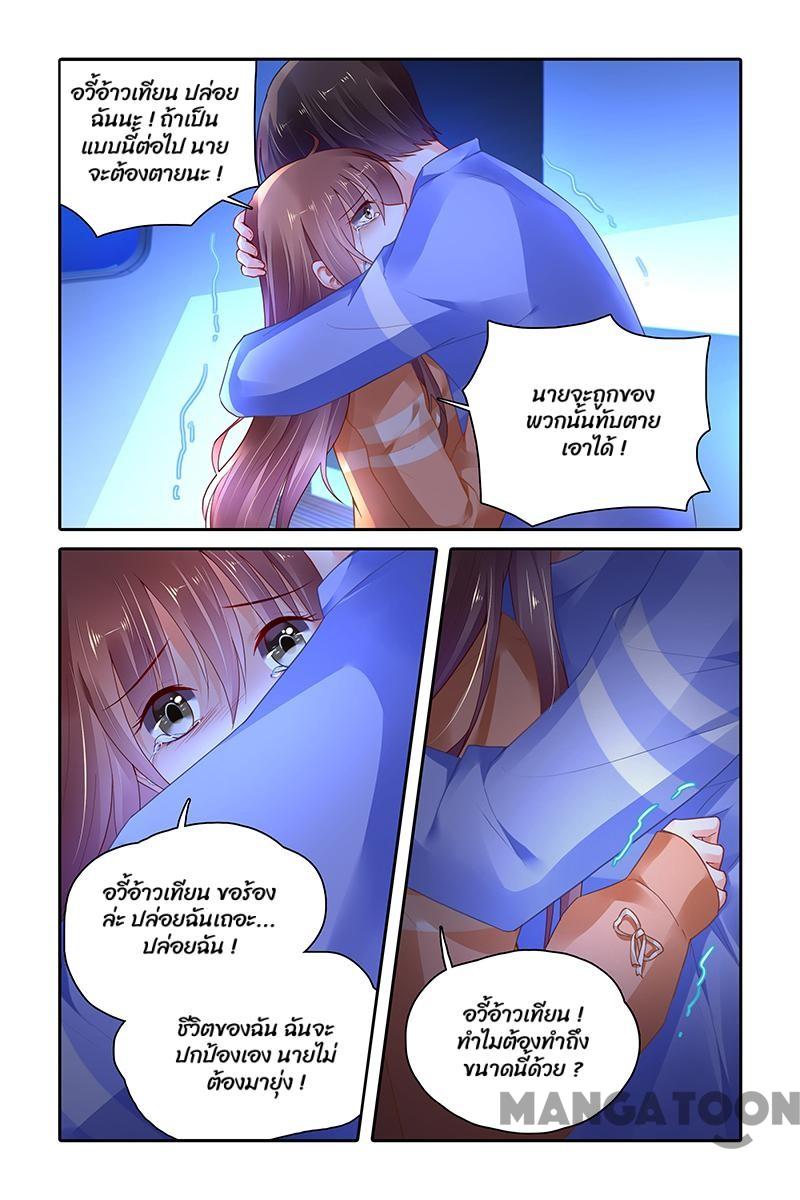 อวี้อ้าวเทียน ปล่อย
ฉันนะ ! ถ้าเป็น
แบบนี้ต่อไป นาย
จะต้องตายนะ !
นายจะถูกของ
พวกนั้นทับตาย
เอาได้ !
อวี้อ้าวเทียน ขอร้อง
ล่ะ ปล่อยฉันเถอะ...
ปล่อยฉัน !
ชีวิตของฉัน ฉันจะ
ปกป้องเอง นายไม่
ต้องมายุ่ง !
อวี้อ้าวเทียน !
ทำไมต้องทำถึง
ขนาดนี้ด้วย ?
MANGATOON